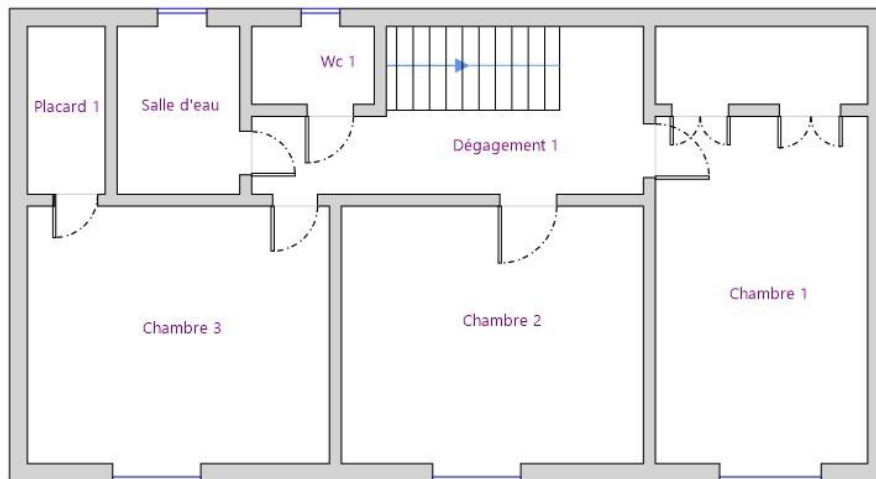 Wc 1
Placard 1
Salle d'eau
Dégagement 1
Chambre 1
Chambre 3
Chambre 2